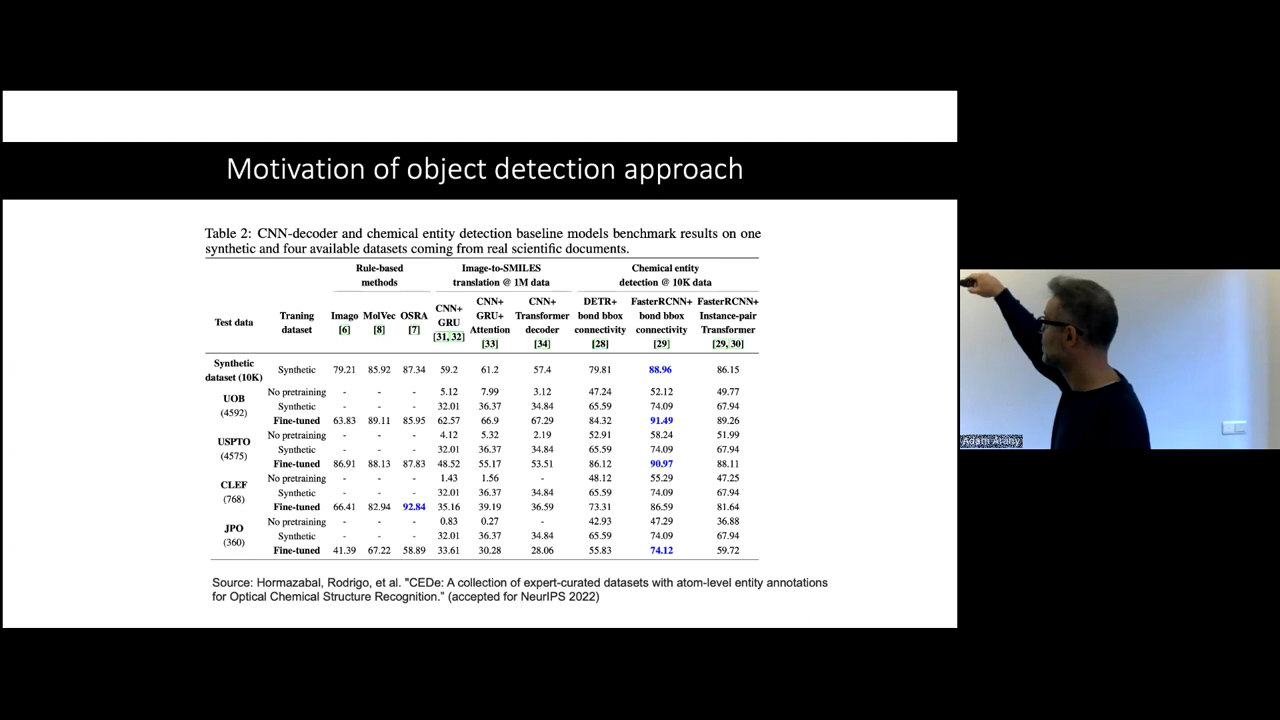 Motivation of object detection approach
Table 2: CNN-decoder and chemical entity detection baseline models benchmark results on one
synthetic and four available datasets coming from real scientific documents.
Rule-based methods Image-to-SMILES translation @ 1M data Chemical entity detection @ 10K data
Test data Traning dataset Imago [6] MolVec [8] OSRA [7] CNN+ GRU [31, 32] CNN+ GRU+ Attention [33] CNN+ Transformer decoder [34] DETR+ bond bbox connectivity [28] FasterRCNN+ bond bbox connectivity [29] FasterRCNN+ Instance-pair Transformer [29, 30]
Synthetic dataset (10K) Synthetic 79.21 85.92 87.34 59.2 61.2 57.4 79.81 88.96 86.15
UOB (4592) No pretraining - - - 5.12 7.99 3.12 47.24 52.12 49.77
Synthetic - - - 32.01 36.37 34.84 65.59 74.09 67.94
Fine-tuned 63.83 89.11 85.95 62.57 66.9 67.29 84.32 91.49 89.26
USPTO (4575) No pretraining - - - 4.12 5.32 2.19 52.91 58.24 51.99
Synthetic - - - 32.01 36.37 34.84 65.59 74.09 67.94
Fine-tuned 86.91 88.13 87.83 48.52 55.17 53.51 86.12 90.97 88.11
CLEF (768) No pretraining - - - 1.43 1.56 - 48.12 55.29 47.25
Synthetic - - - 32.01 36.37 34.84 65.59 74.09 67.94
Fine-tuned 66.41 82.94 92.84 35.16 39.19 36.59 73.31 86.59 81.64
JPO (360) No pretraining - - - 0.83 0.27 - 42.93 47.29 36.88
Synthetic - - - 32.01 36.37 34.84 65.59 74.09 67.94
Fine-tuned 41.39 67.22 58.89 33.61 30.28 28.06 55.83 74.12 59.72
Source: Hormazabal, Rodrigo, et al. "CEDe: A collection of expert-curated datasets with atom-level entity annotations
for Optical Chemical Structure Recognition." (accepted for NeurIPS 2022)
Adam Arany